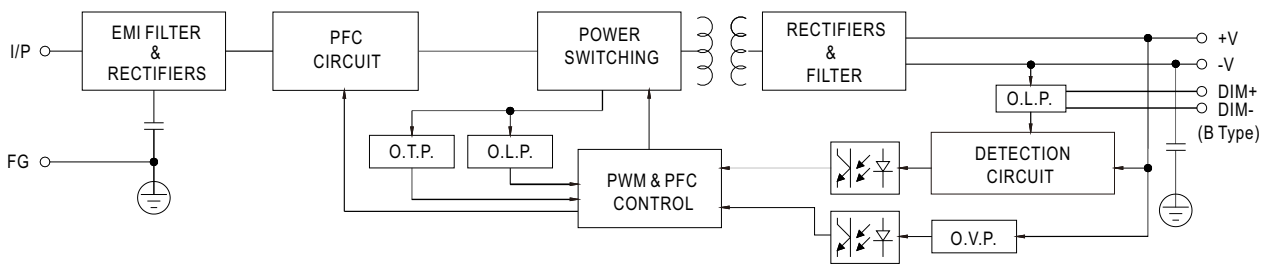 I/P
EMI FILTER
&
RECTIFIERS
PFC
CIRCUIT
POWER
SWITCHING
RECTIFIERS
&
FILTER
+V
-V
DIM+
DIM-
(B Type)
O.L.P.
FG
O.T.P.
O.L.P.
PWM & PFC
CONTROL
DETECTION
CIRCUIT
O.V.P.